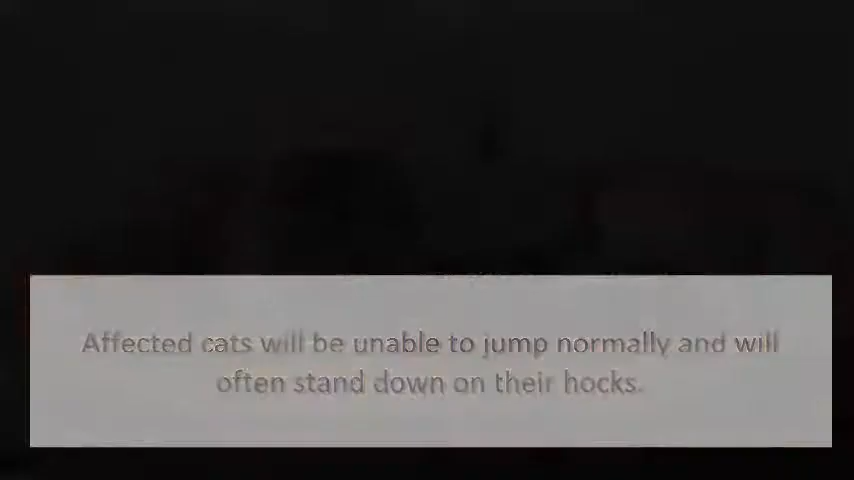 Affected cats will be unable to jump normally and will
often stand down on their hocks.